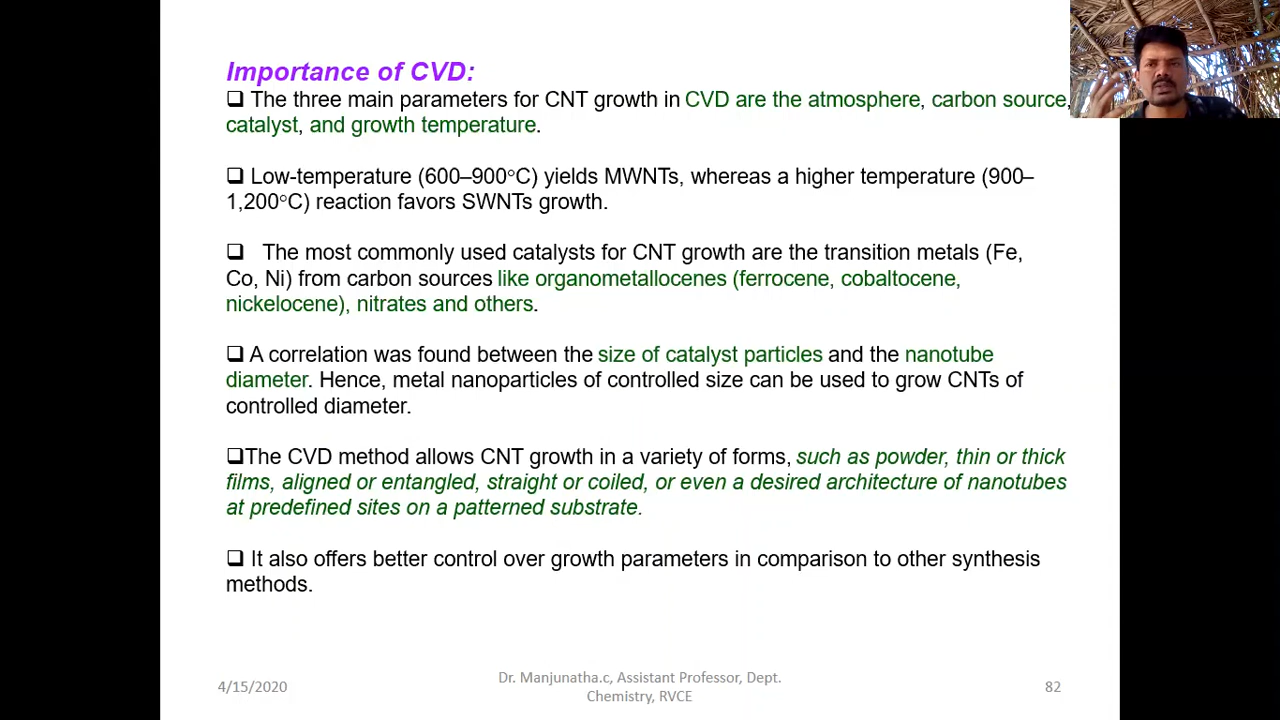 Importance of CVD:
❑ The three main parameters for CNT growth in CVD are the atmosphere, carbon source,
catalyst, and growth temperature.
❑ Low-temperature (600–900°C) yields MWNTs, whereas a higher temperature (900–
1,200°C) reaction favors SWNTs growth.
❑ The most commonly used catalysts for CNT growth are the transition metals (Fe,
Co, Ni) from carbon sources like organometallocenes (ferrocene, cobaltocene,
nickelocene), nitrates and others.
❑ A correlation was found between the size of catalyst particles and the nanotube
diameter. Hence, metal nanoparticles of controlled size can be used to grow CNTs of
controlled diameter.
❑The CVD method allows CNT growth in a variety of forms, such as powder, thin or thick
films, aligned or entangled, straight or coiled, or even a desired architecture of nanotubes
at predefined sites on a patterned substrate.
❑ It also offers better control over growth parameters in comparison to other synthesis
methods.
4/15/2020
Dr. Manjunatha.c, Assistant Professor, Dept.
Chemistry, RVCE
82